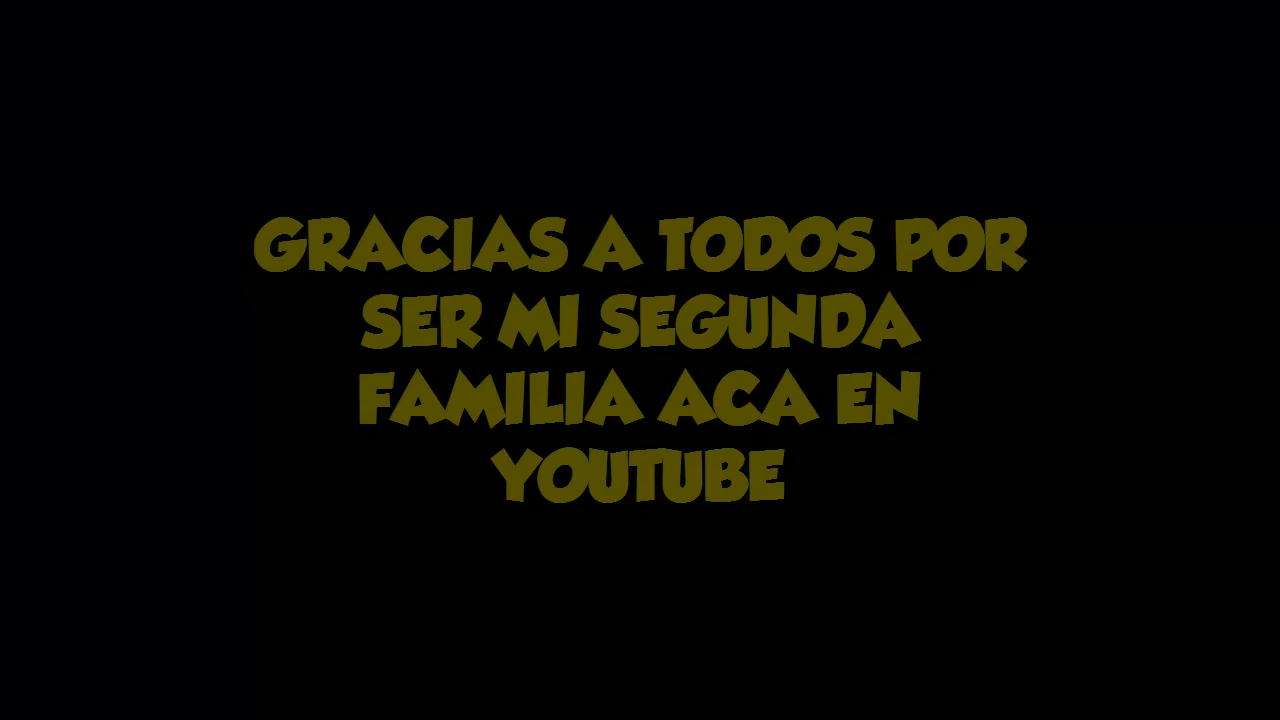 GRACIAS A TODOS POR
SER MI SEGUNDA
FAMILIA ACA EN
YOUTUBE